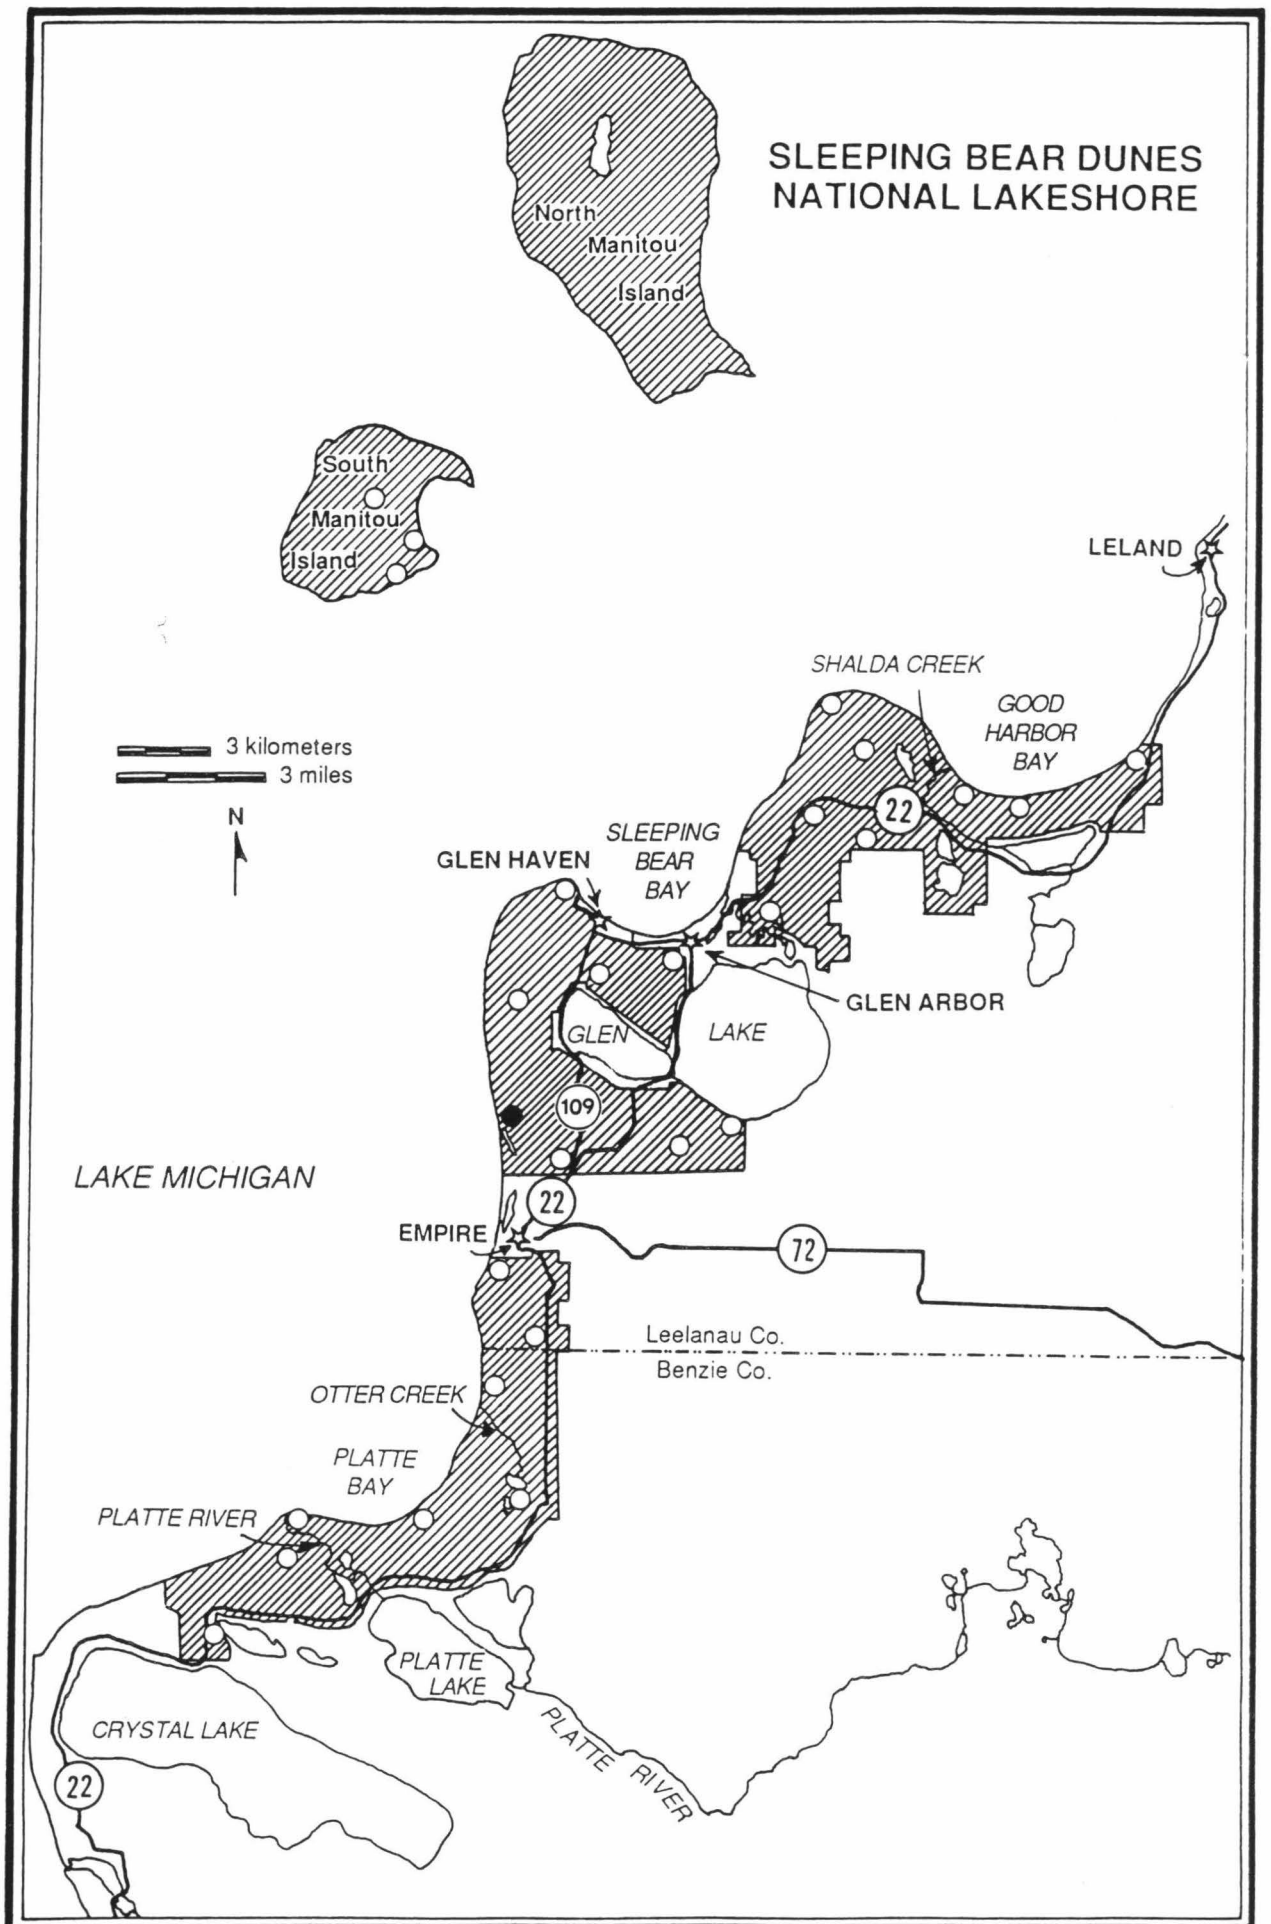 SLEEPING BEAR DUNES
NATIONAL LAKESHORE
North
Manitou
Island
South
Manitou
Island
LELAND
SHALDA CREEK
GOOD
HARBOR
BAY
3 kilometers
3 miles
N
22
SLEEPING
BEAR
BAY
GLEN HAVEN
GLEN ARBOR
GLEN
LAKE
109
LAKE MICHIGAN
22
EMPIRE
72
Leelanau Co.
Benzie Co.
OTTER CREEK
PLATTE
BAY
PLATTE RIVER
PLATTE
LAKE
CRYSTAL LAKE
PLATTE RIVER
22